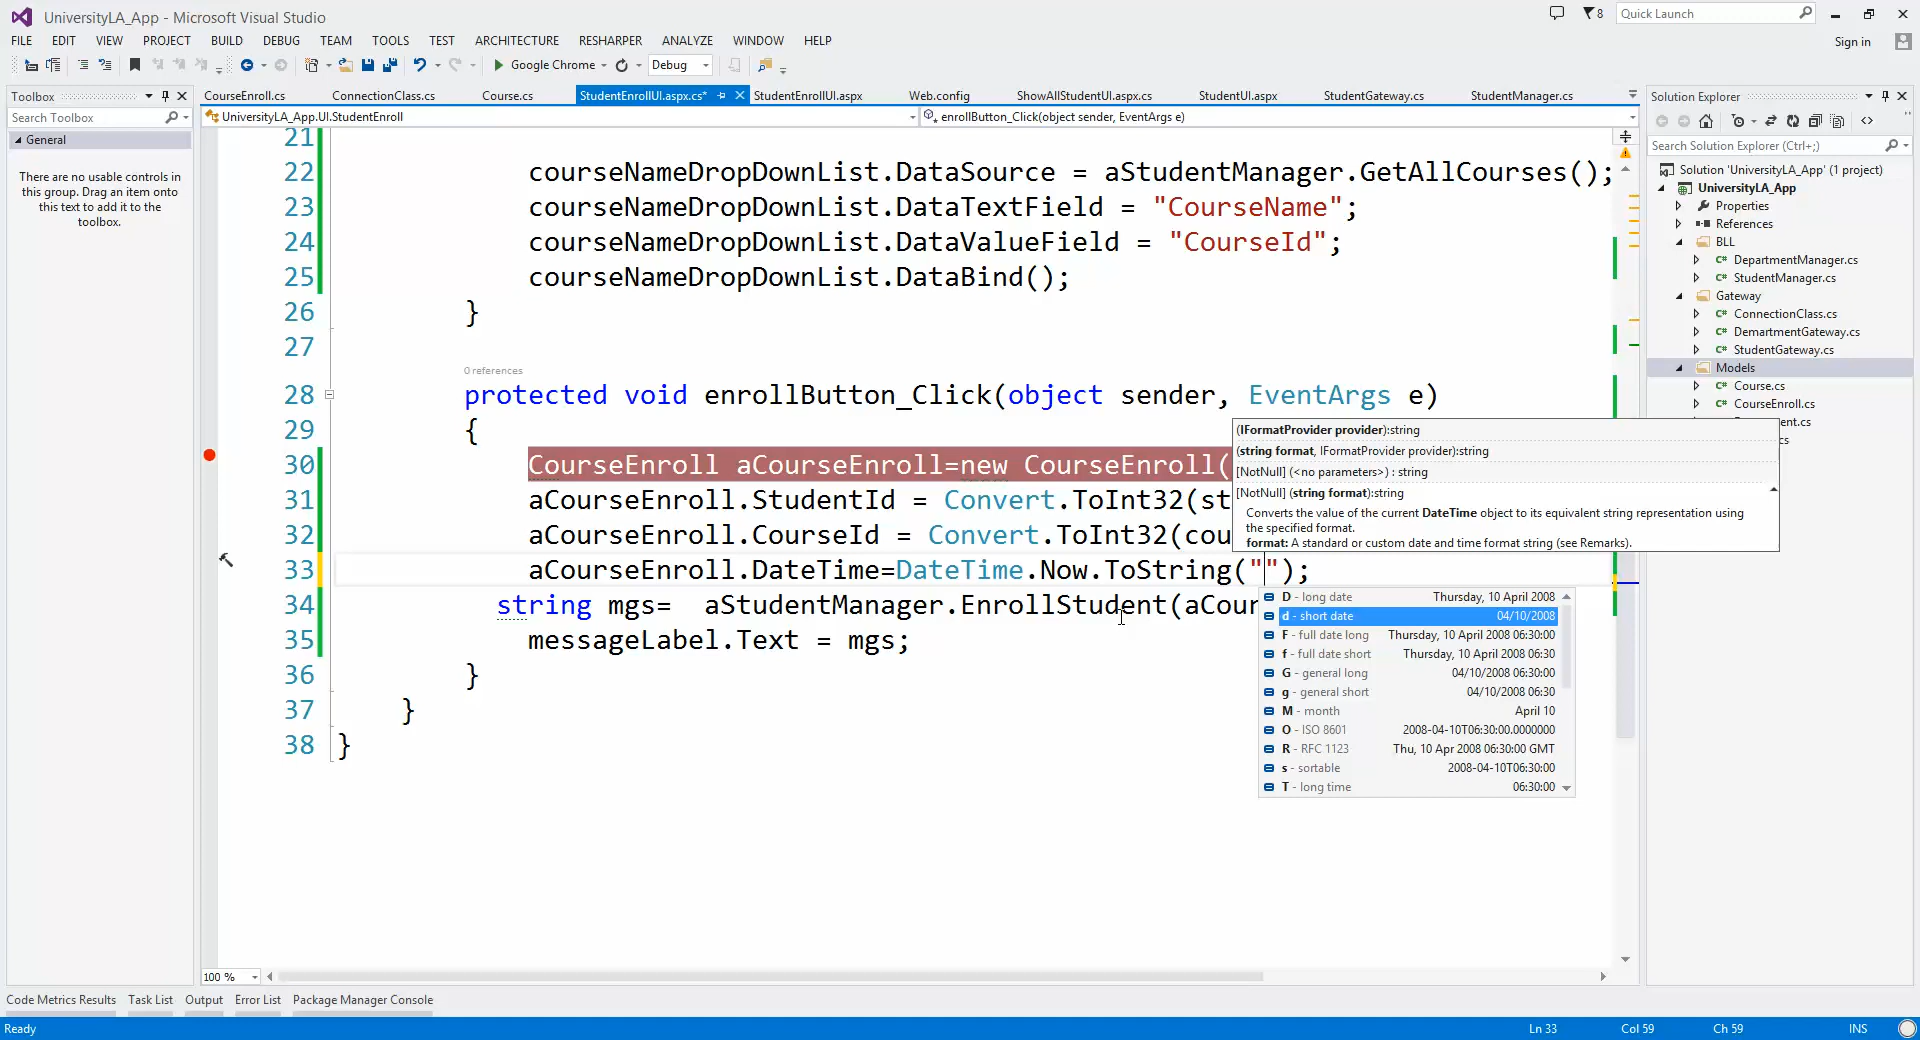 UniversityLA_App - Microsoft Visual Studio
8
Quick Launch
FILE EDIT VIEW PROJECT BUILD DEBUG TEAM TOOLS TEST ARCHITECTURE RESHARPER ANALYZE WINDOW HELP
Sign in
Google Chrome
Debug
Toolbox
Search Toolbox
General
There are no usable controls in
this group. Drag an item onto
this text to add it to the
toolbox.
CourseEnroll.cs ConnectionClass.cs Course.cs StudentEnrollUI.aspx.cs* StudentEnrollUI.aspx Web.config ShowAllStudentUI.aspx.cs StudentUI.aspx StudentGateway.cs StudentManager.cs
UniversityLA_App.UI.StudentEnroll
enrollButton_Click(object sender, EventArgs e)
21
22 courseNameDropDownList.DataSource = aStudentManager.GetAllCourses();
23 courseNameDropDownList.DataTextField = "CourseName";
24 courseNameDropDownList.DataValueField = "CourseId";
25 courseNameDropDownList.DataBind();
26 }
27
0 references
28 protected void enrollButton_Click(object sender, EventArgs e)
29 {
30 CourseEnroll aCourseEnroll=new CourseEnroll(
31 aCourseEnroll.StudentId = Convert.ToInt32(st
32 aCourseEnroll.CourseId = Convert.ToInt32(cou
33 aCourseEnroll.DateTime=DateTime.Now.ToString("");
34 string mgs= aStudentManager.EnrollStudent(aCour
35 messageLabel.Text = mgs;
36 }
37 }
38 }
(IFormatProvider provider):string
(string format, IFormatProvider provider):string
[NotNull] (<no parameters>) : string
[NotNull] (string format):string
Converts the value of the current DateTime object to its equivalent string representation using
the specified format.
format: A standard or custom date and time format string (see Remarks).
D - long date Thursday, 10 April 2008
d - short date 04/10/2008
F - full date long Thursday, 10 April 2008 06:30:00
f - full date short Thursday, 10 April 2008 06:30
G - general long 04/10/2008 06:30:00
g - general short 04/10/2008 06:30
M - month April 10
O - ISO 8601 2008-04-10T06:30:00.0000000
R - RFC 1123 Thu, 10 Apr 2008 06:30:00 GMT
s - sortable 2008-04-10T06:30:00
T - long time 06:30:00
Solution Explorer
Search Solution Explorer (Ctrl+;)
Solution 'UniversityLA_App' (1 project)
UniversityLA_App
Properties
References
BLL
DepartmentManager.cs
StudentManager.cs
Gateway
ConnectionClass.cs
DemartmentGateway.cs
StudentGateway.cs
Models
Course.cs
CourseEnroll.cs
ent.cs
cs
100 %
Code Metrics Results Task List Output Error List Package Manager Console
Ready
Ln 33 Col 59 Ch 59 INS